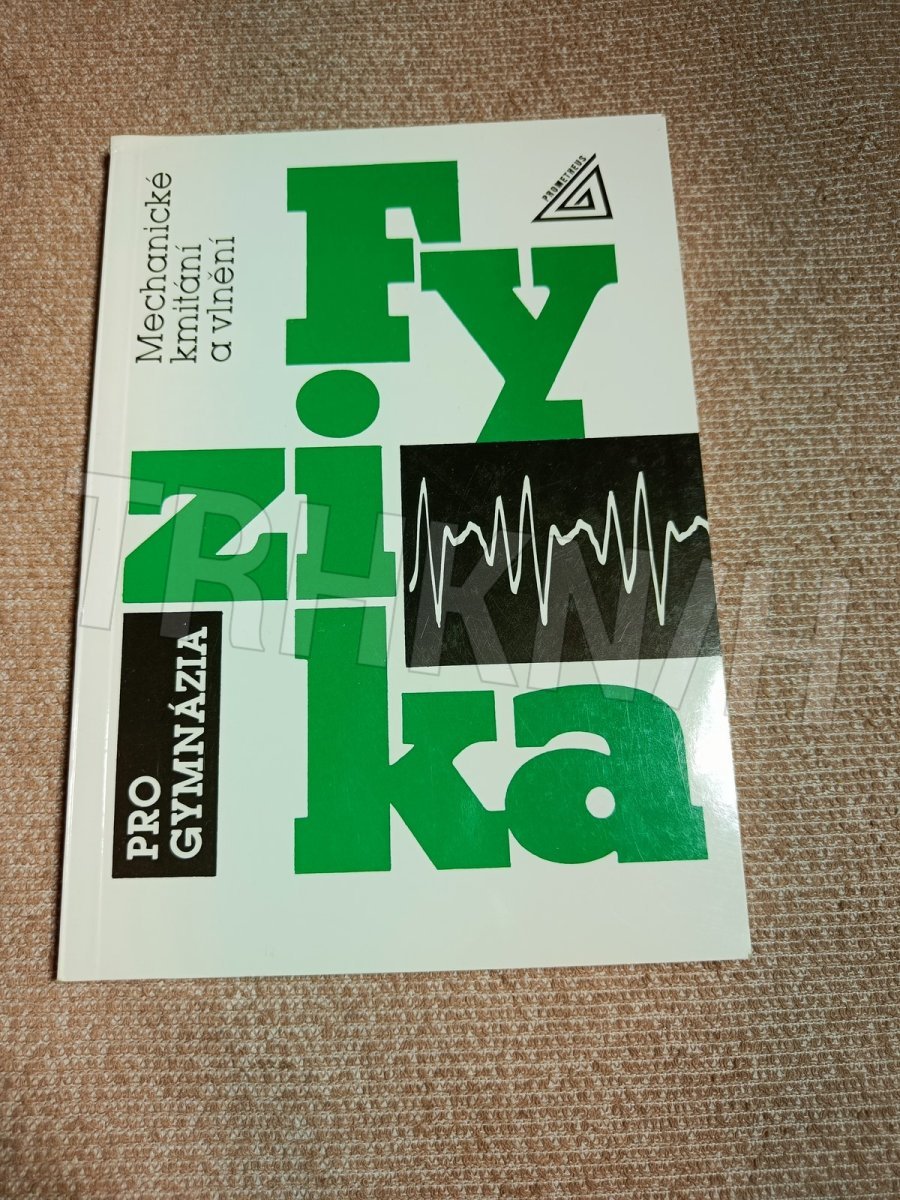 Mechanické
kmitání
a vlnění
PROMETHEUS
Fy
zi
ka
PRO
GYMNÁZIA
TRHKNIH